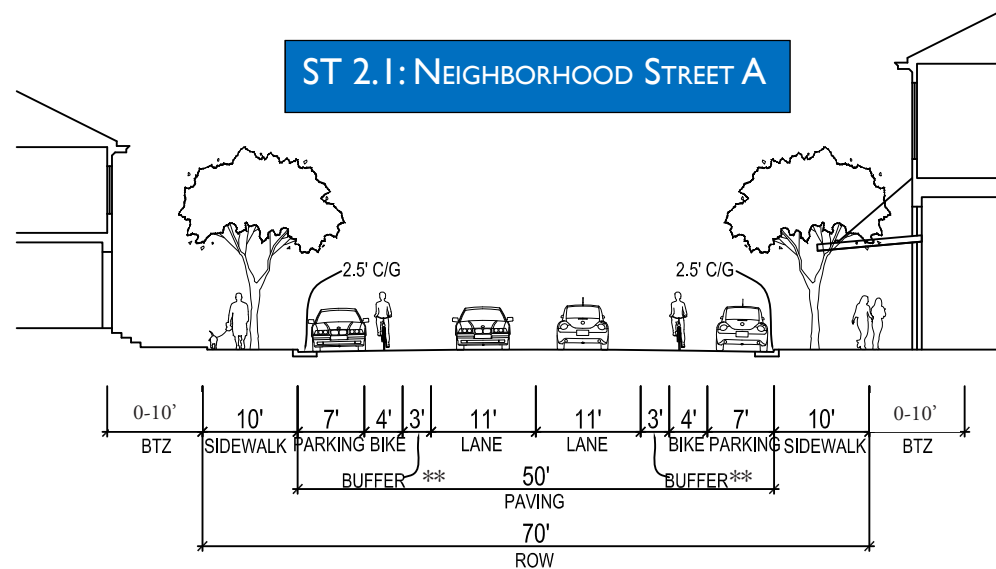 ST 2.1: NEIGHBORHOOD STREET A
2.5' C/G 2.5' C/G
0-10’ 10' 7' 4' 3' 11' 11' 3' 4' 7' 10' 0-10’
BTZ SIDEWALK PARKING BIKE LANE LANE BIKE PARKING SIDEWALK BTZ
BUFFER ** 50' BUFFER**
PAVING
70'
ROW